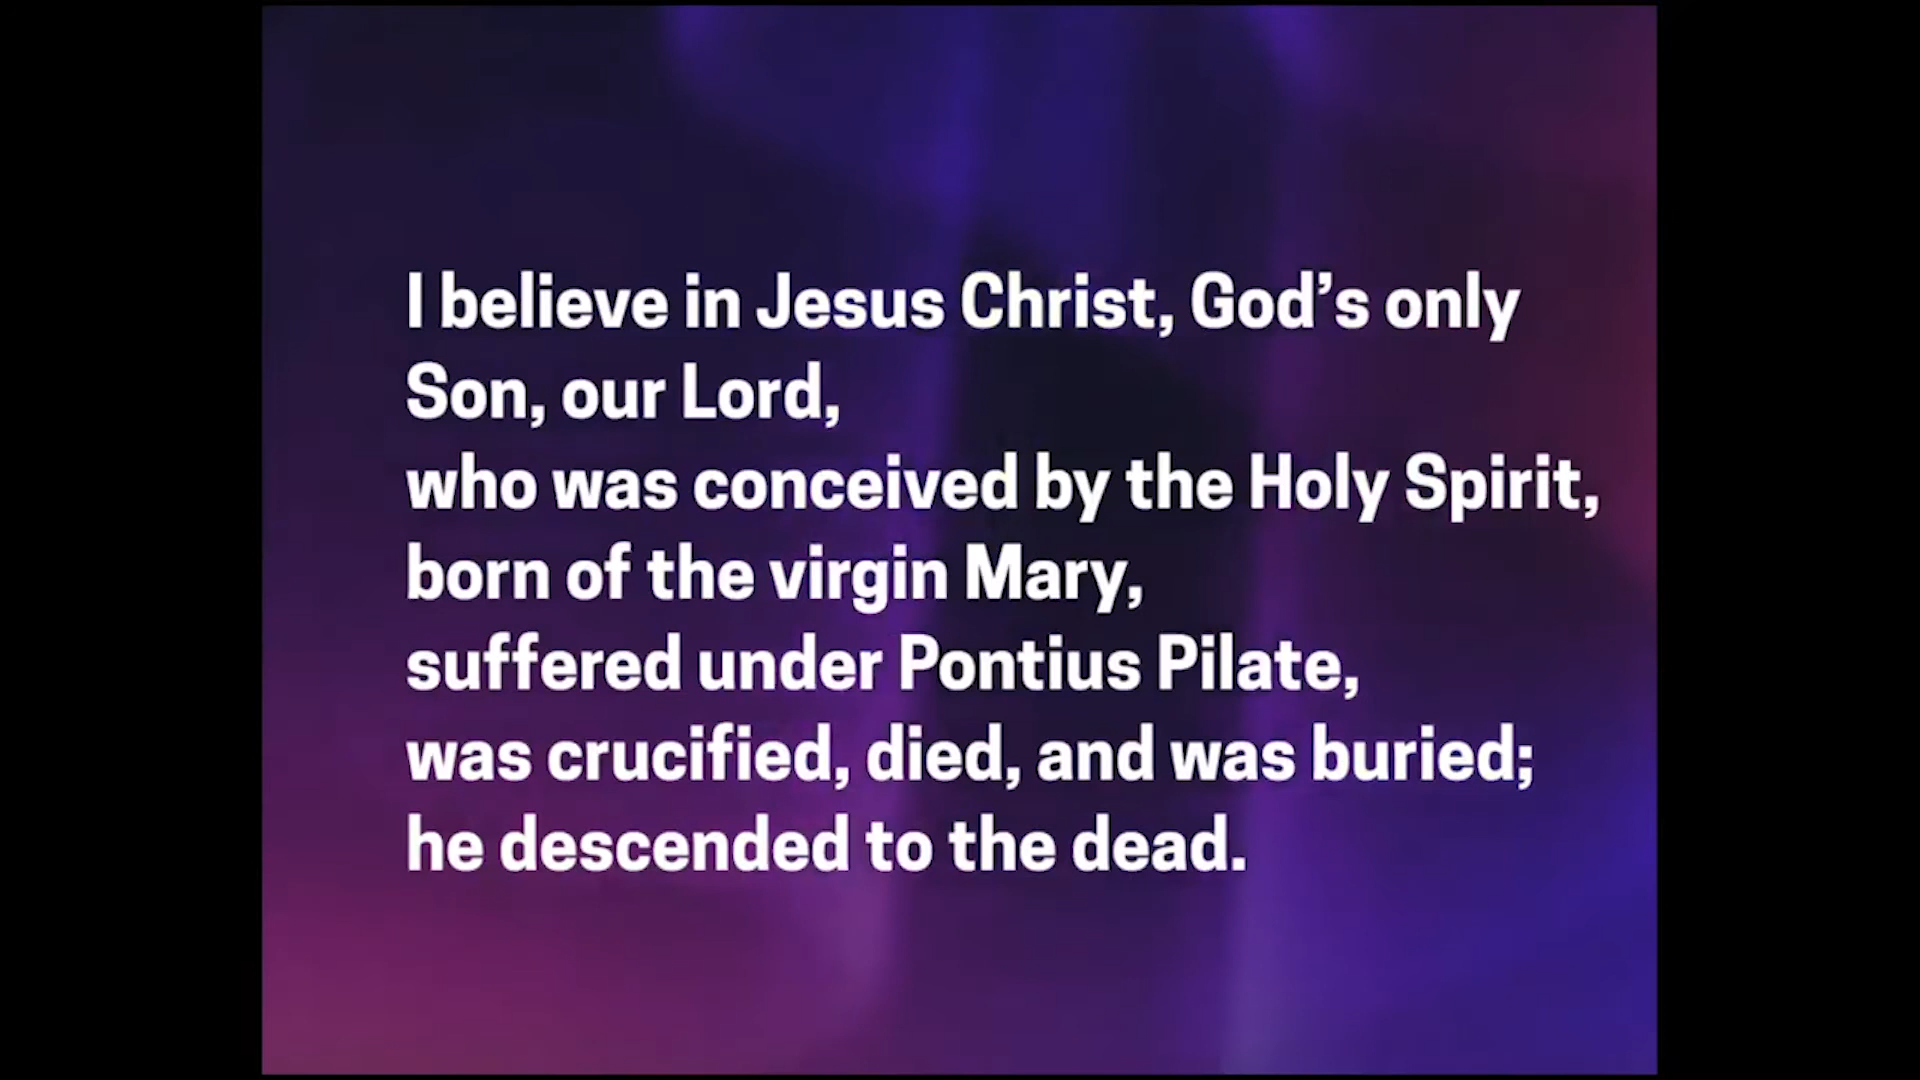 I believe in Jesus Christ, God’s only
Son, our Lord,
who was conceived by the Holy Spirit,
born of the virgin Mary,
suffered under Pontius Pilate,
was crucified, died, and was buried;
he descended to the dead.